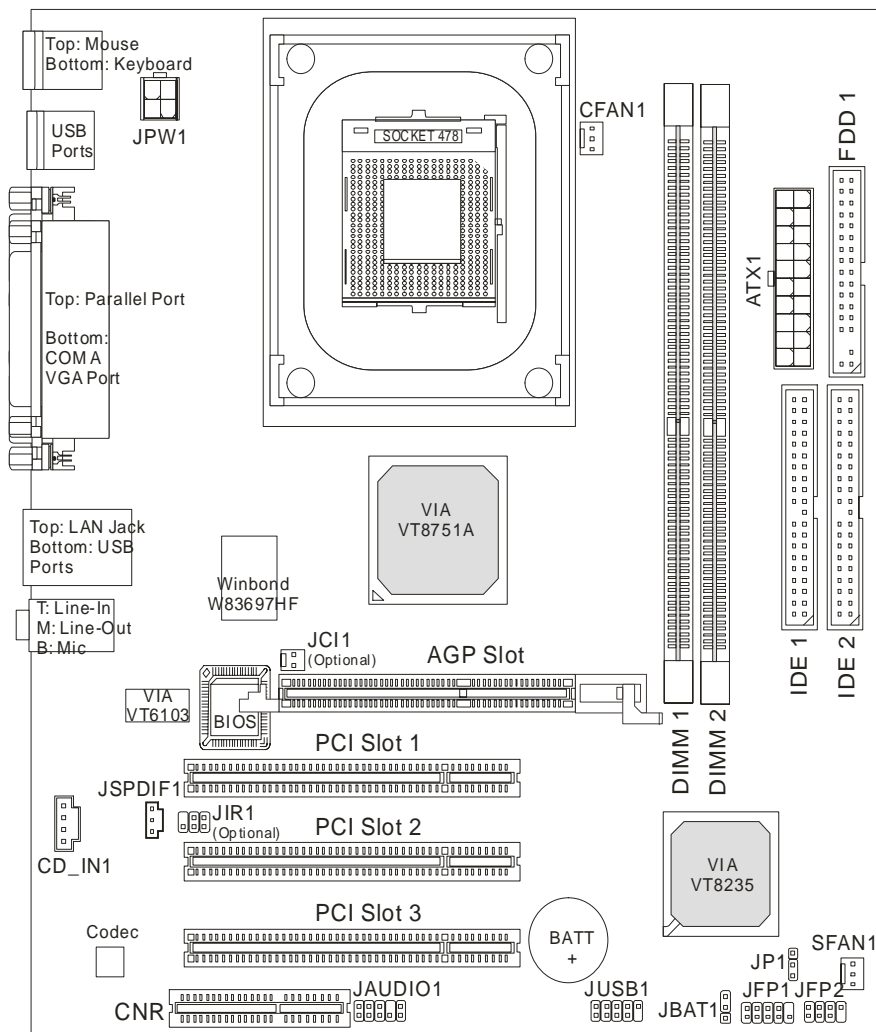 Top: Mouse
Bottom: Keyboard
JPW1
USB
Ports
SOCKET 478
CFAN1
FDD 1
ATX1
Top: Parallel Port
Bottom:
COM A
VGA Port
VIA
VT8751A
Top: LAN Jack
Bottom: USB
Ports
Winbond
W83697HF
T: Line-In
M: Line-Out
B: Mic
JCI1
(Optional)
AGP Slot
IDE 1
IDE 2
VIA
VT6103
BIOS
DIMM 1
DIMM 2
PCI Slot 1
JSPDIF1
JIR1
(Optional)
PCI Slot 2
CD_IN1
VIA
VT8235
PCI Slot 3
Codec
BATT
+
SFAN1
JP1
CNR
JAUDIO1
JUSB1
JBAT1
JFP1
JFP2